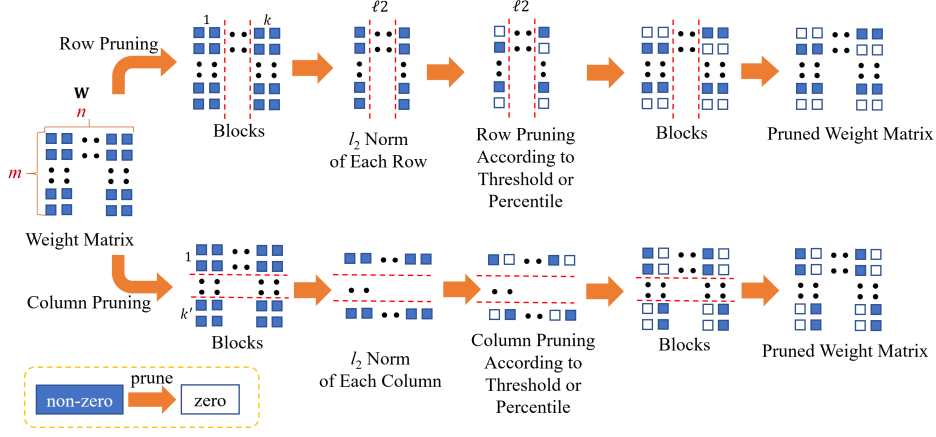 1
k
ℓ2
ℓ2
Row Pruning
Blocks
l₂ Norm
of Each Row
Row Pruning
According to
Threshold or
Percentile
Blocks
Pruned Weight Matrix
W
n
m
Weight Matrix
Column Pruning
1
k′
Blocks
l₂ Norm
of Each Column
Column Pruning
According to
Threshold or
Percentile
Blocks
Pruned Weight Matrix
non-zero
prune
zero